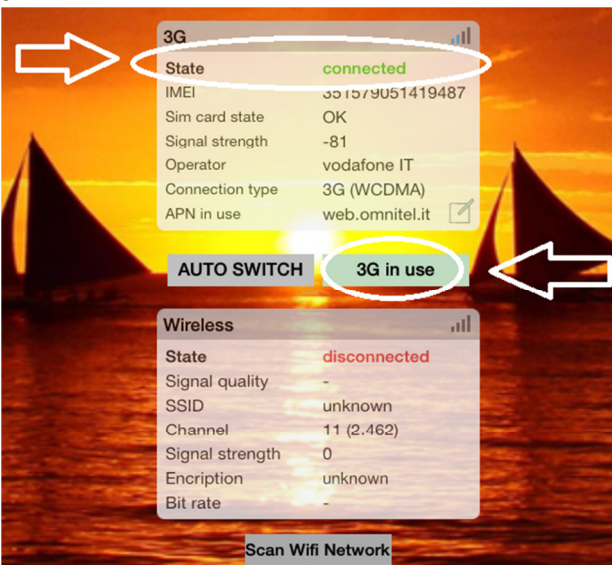 3G
State connected
IMEI 351579051419487
Sim card state OK
Signal strength -81
Operator vodafone IT
Connection type 3G (WCDMA)
APN in use web.omnitel.it
AUTO SWITCH 3G in use
Wireless
State disconnected
Signal quality -
SSID unknown
Channel 11 (2.462)
Signal strength 0
Encription unknown
Bit rate -
Scan Wifi Network